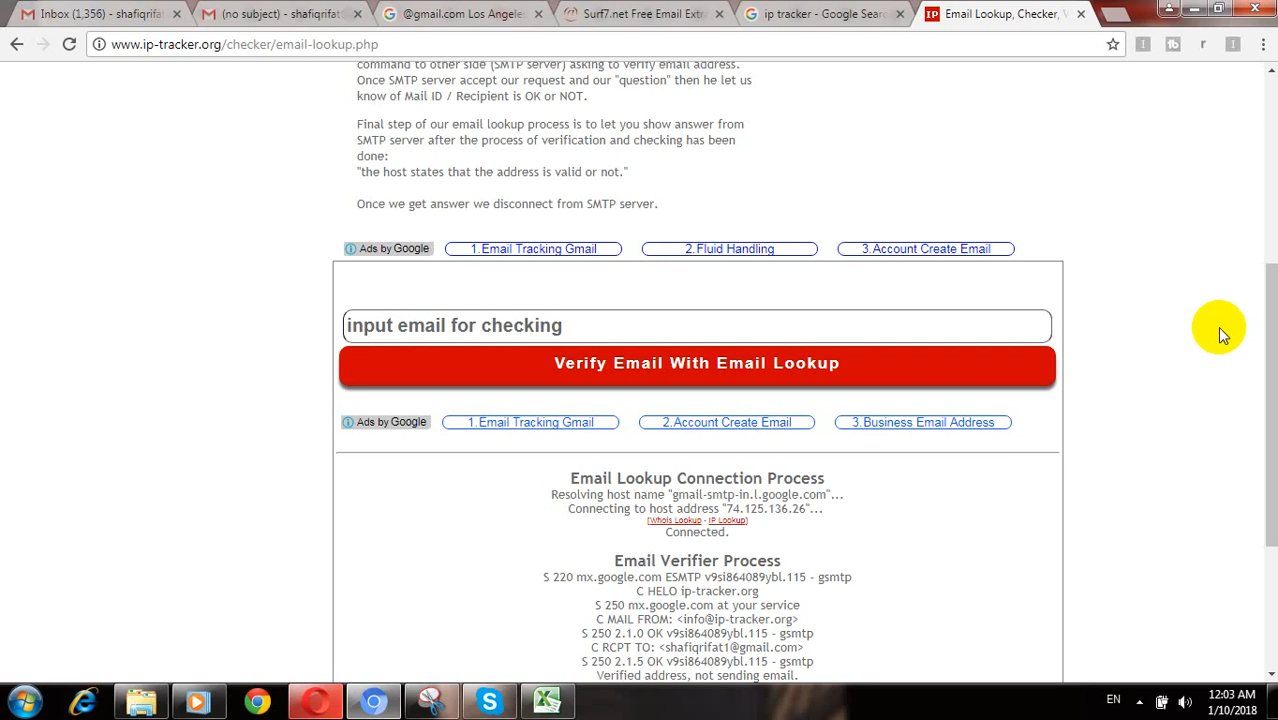 Inbox (1,356) - shafiqrifat
(no subject) - shafiqrifat
@gmail.com Los Angeles
Surf7.net Free Email Extr
ip tracker - Google Sear
IP Email Lookup, Checker, V
www.ip-tracker.org/checker/email-lookup.php
command to other side (SMTP server) asking to verify email address.
Once SMTP server accept our request and our "question" then he let us
know of Mail ID / Recipient is OK or NOT.
Final step of our email lookup process is to let you show answer from
SMTP server after the process of verification and checking has been
done:
"the host states that the address is valid or not."
Once we get answer we disconnect from SMTP server.
Ads by Google 1.Email Tracking Gmail 2.Fluid Handling 3.Account Create Email
input email for checking
Verify Email With Email Lookup
Ads by Google 1.Email Tracking Gmail 2.Account Create Email 3.Business Email Address
Email Lookup Connection Process
Resolving host name "gmail-smtp-in.l.google.com"...
Connecting to host address "74.125.136.26"...
[Whois Lookup - IP Lookup]
Connected.
Email Verifier Process
S 220 mx.google.com ESMTP v9si864089ybl.115 - gsmtp
C HELO ip-tracker.org
S 250 mx.google.com at your service
C MAIL FROM: <info@ip-tracker.org>
S 250 2.1.0 OK v9si864089ybl.115 - gsmtp
C RCPT TO: <shafiqrifat1@gmail.com>
S 250 2.1.5 OK v9si864089ybl.115 - gsmtp
Verified address, not sending email.
EN
12:03 AM
1/10/2018